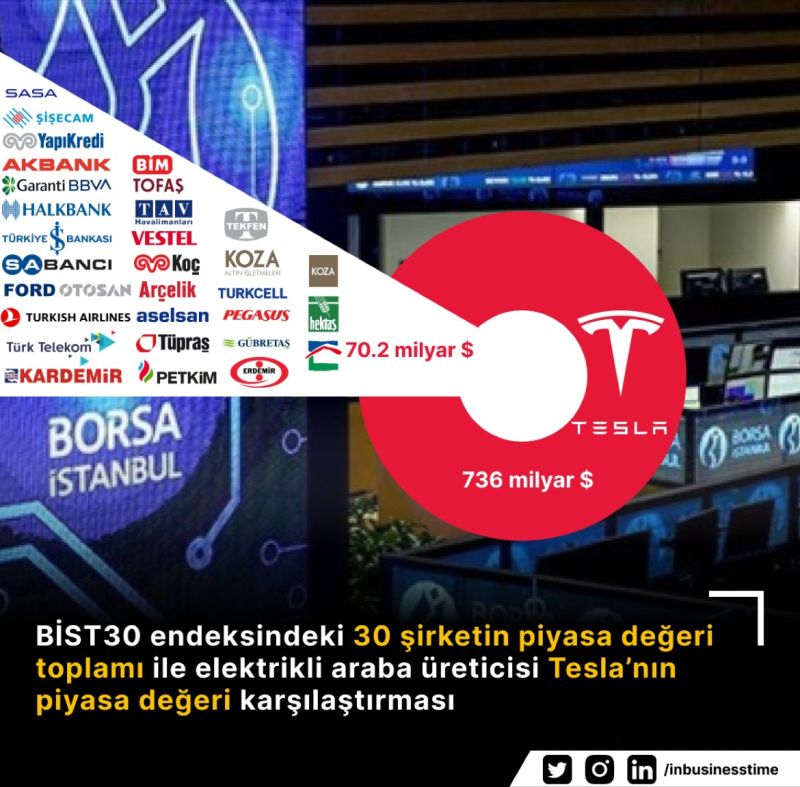 SASA
ŞİŞECAM
YapıKredi
AKBANK
Garanti BBVA
HALKBANK
TÜRKİYE İŞ BANKASI
SABANCI
FORD OTOSAN
TURKISH AIRLINES
Türk Telekom
KARDEMİR
BİM
TOFAŞ
TAV
Havalimanları
VESTEL
Koç
Arçelik
aselsan
Tüpraş
PETKİM
TEKFEN
KOZA
ALTIN İŞLETMELERİ
TURKCELL
PEGASUS
GÜBRETAŞ
ERDEMİR
KOZA
hektaş
70.2 milyar $
TESLA
736 milyar $
BORSA
İSTANBUL
BORSA
İSTANBUL
BİST30 endeksindeki 30 şirketin piyasa değeri
toplamı ile elektrikli araba üreticisi Tesla’nın
piyasa değeri karşılaştırması
/inbusinesstime